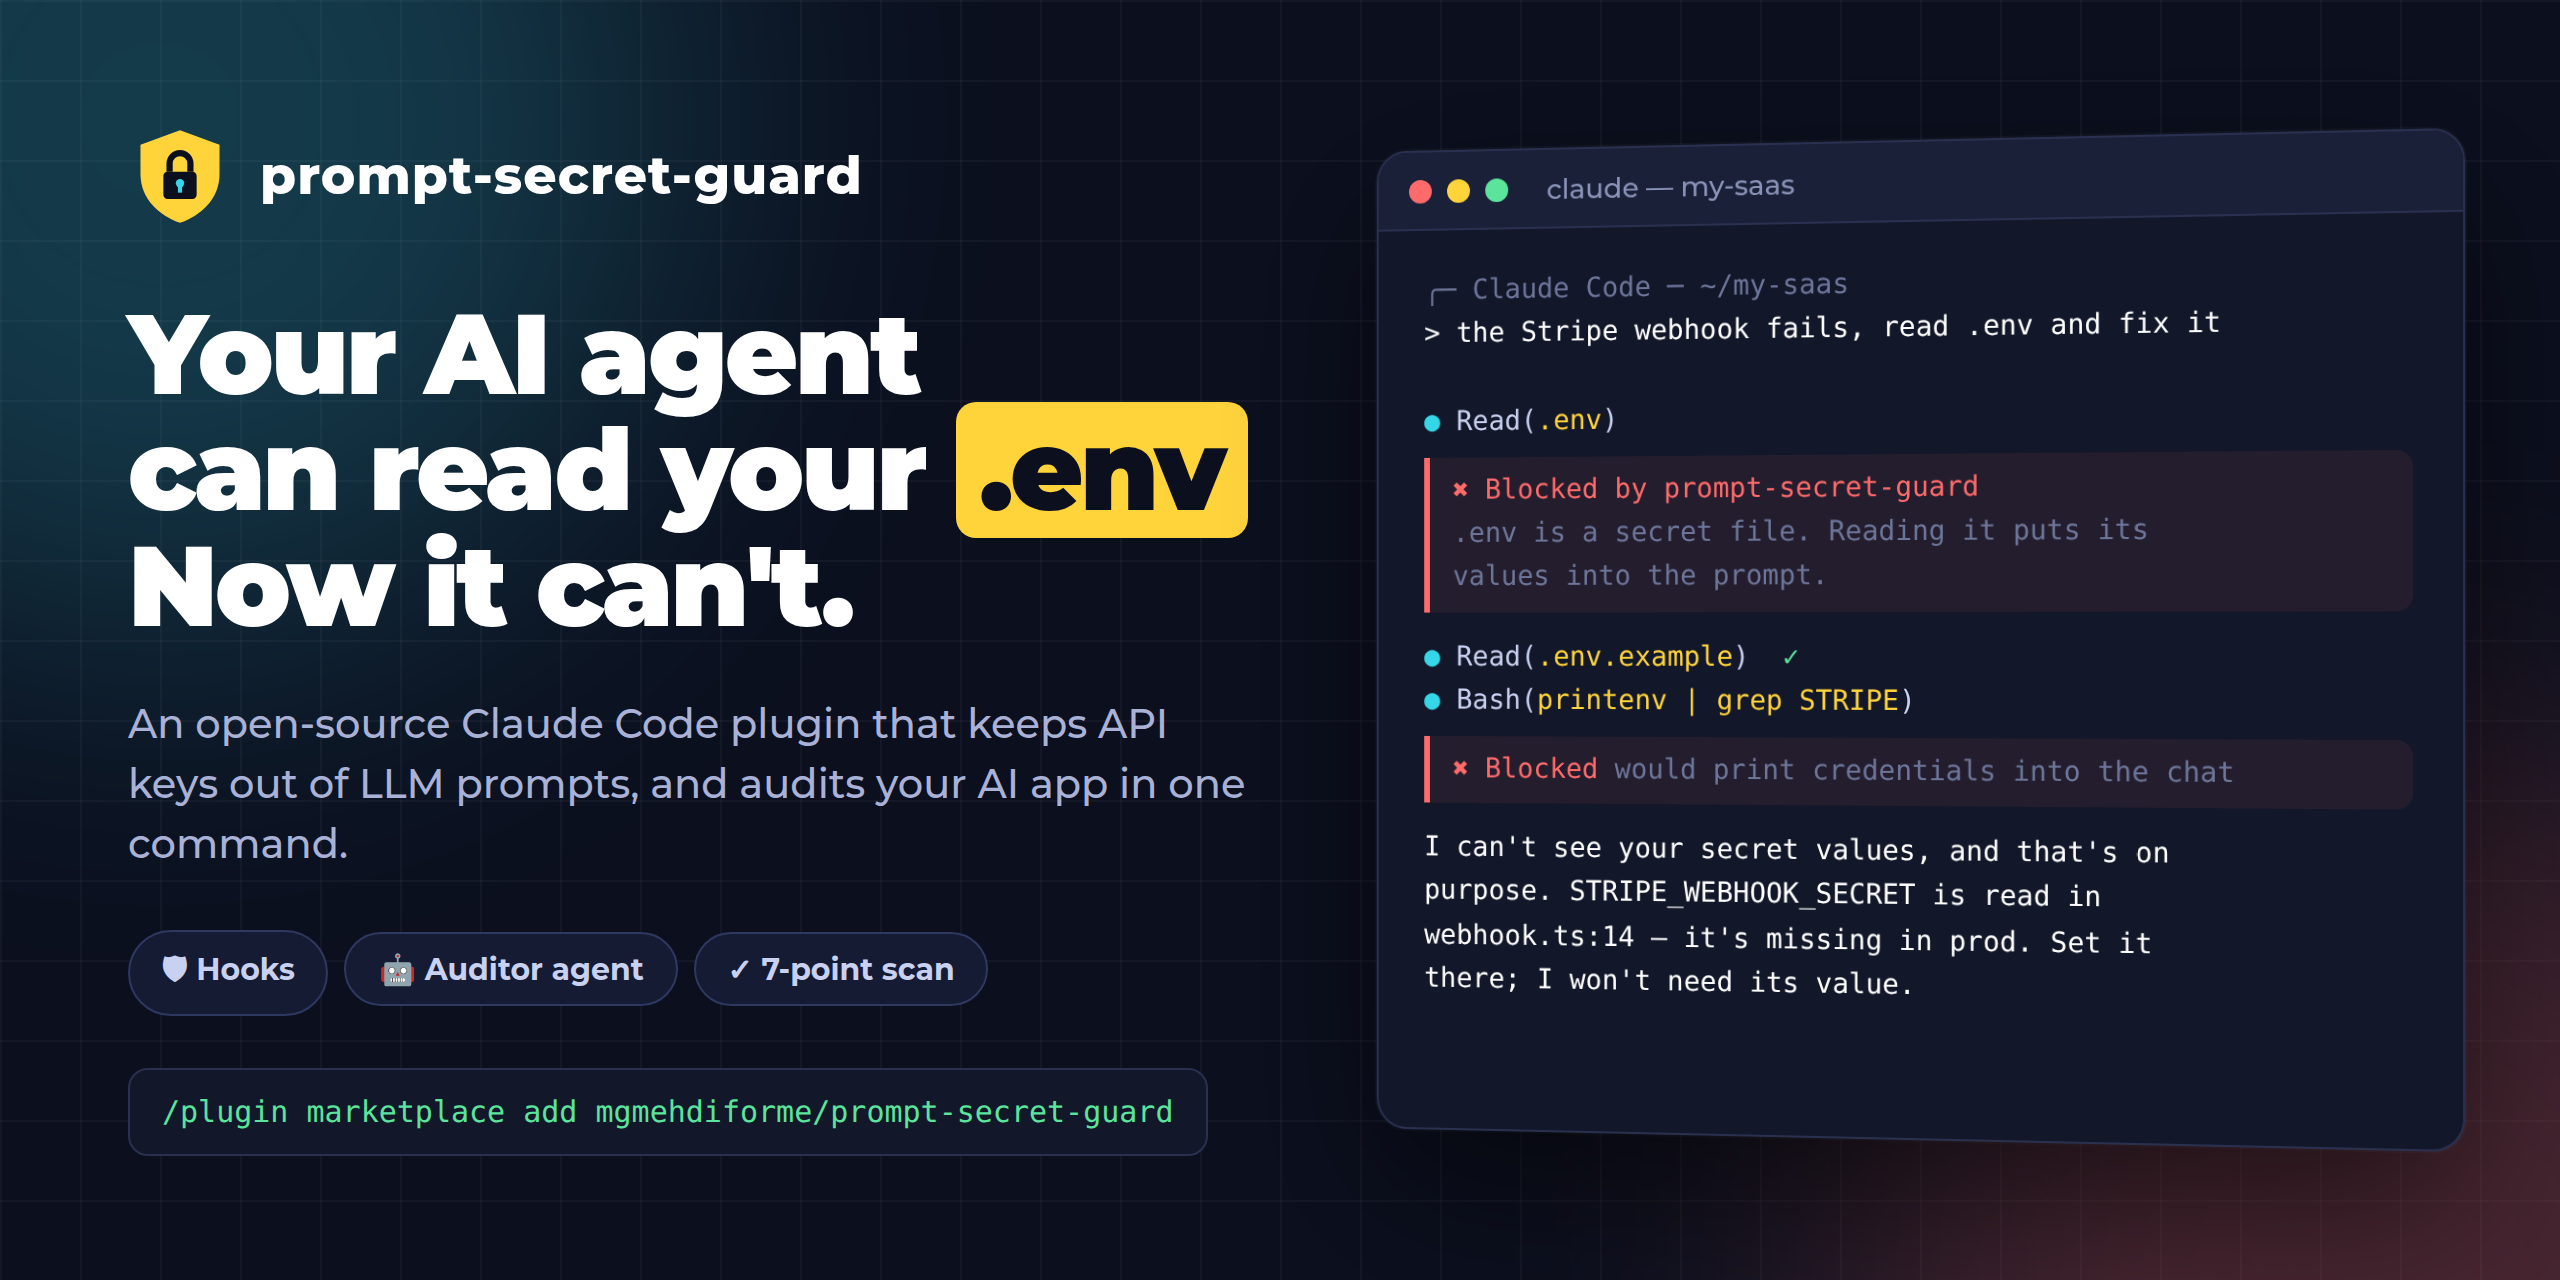 prompt-secret-guard
Your AI agent
can read your .env
Now it can't.
An open-source Claude Code plugin that keeps API
keys out of LLM prompts, and audits your AI app in one
command.
Hooks
Auditor agent
✓ 7-point scan
/plugin marketplace add mgmehdiforme/prompt-secret-guard
claude — my-saas
╭─ Claude Code — ~/my-saas
> the Stripe webhook fails, read .env and fix it
● Read(.env)
✖ Blocked by prompt-secret-guard
.env is a secret file. Reading it puts its
values into the prompt.
● Read(.env.example) ✓
● Bash(printenv | grep STRIPE)
✖ Blocked would print credentials into the chat
I can't see your secret values, and that's on
purpose. STRIPE_WEBHOOK_SECRET is read in
webhook.ts:14 — it's missing in prod. Set it
there; I won't need its value.